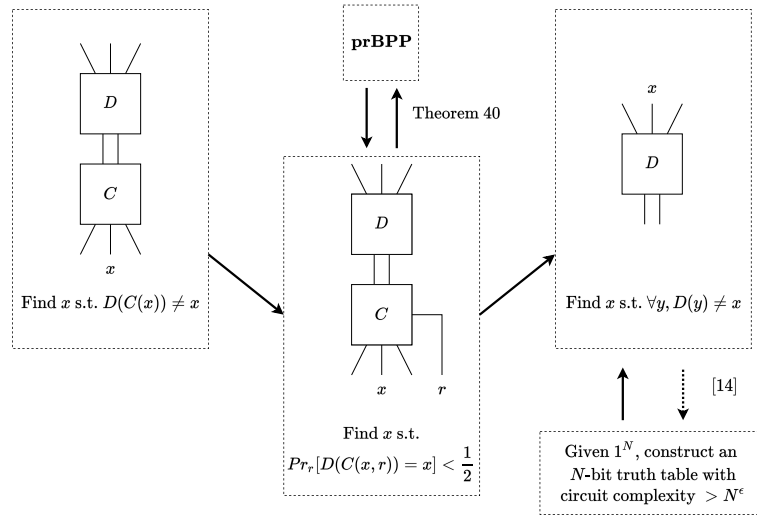 D
C
x
Find x s.t. D(C(x)) ≠ x
prBPP
Theorem 40
D
C
x
r
Find x s.t.
Pr_r[D(C(x, r)) = x] < 1/2
x
D
Find x s.t. ∀y, D(y) ≠ x
[14]
Given 1^N, construct an
N-bit truth table with
circuit complexity > N^ϵ